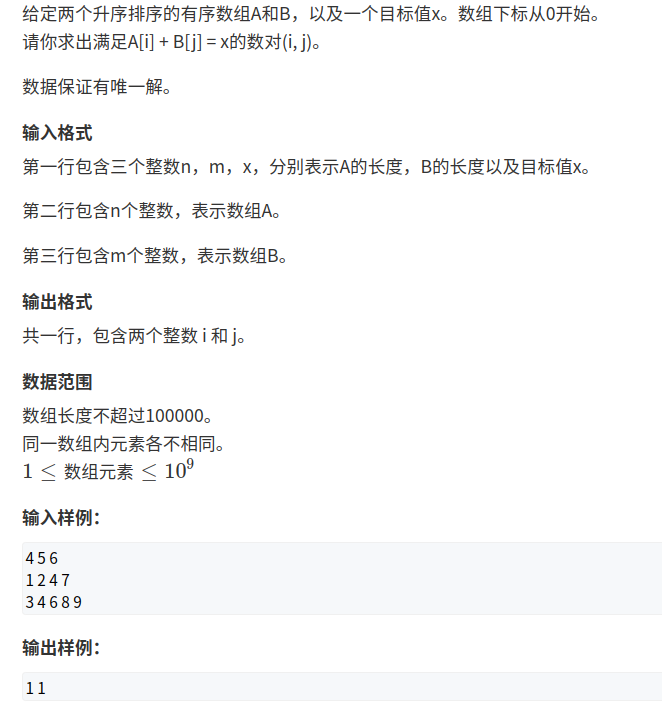 给定两个升序排序的有序数组A和B，以及一个目标值x。数组下标从0开始。
请你求出满足A[i] + B[j] = x的数对(i, j)。
数据保证有唯一解。
输入格式
第一行包含三个整数n，m，x，分别表示A的长度，B的长度以及目标值x。
第二行包含n个整数，表示数组A。
第三行包含m个整数，表示数组B。
输出格式
共一行，包含两个整数 i 和 j。
数据范围
数组长度不超过100000。
同一数组内元素各不相同。
1 ≤ 数组元素 ≤ 10⁹
输入样例：
4 5 6
1 2 4 7
3 4 6 8 9
输出样例：
1 1